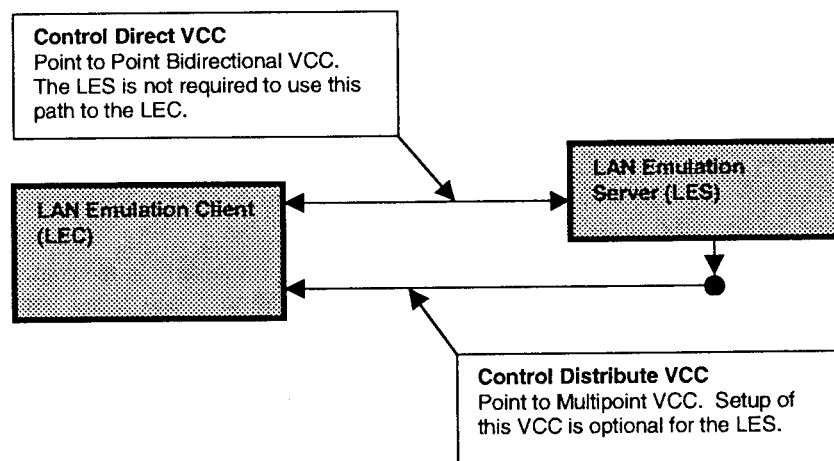 Control Direct VCC
Point to Point Bidirectional VCC.
The LES is not required to use this
path to the LEC.
LAN Emulation
Server (LES)
LAN Emulation Client
(LEC)
Control Distribute VCC
Point to Multipoint VCC. Setup of
this VCC is optional for the LES.